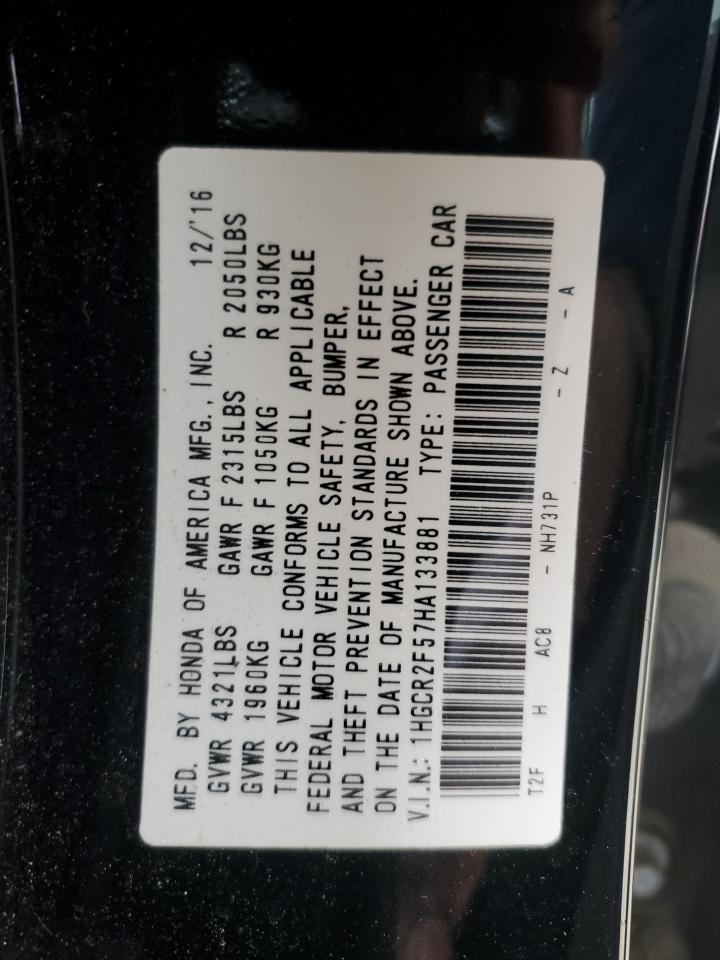 MFD. BY HONDA OF AMERICA MFG., INC. 12/'16
GVWR 4321LBS GAWR F 2315LBS R 2050LBS
GVWR 1960KG GAWR F 1050KG R 930KG
THIS VEHICLE CONFORMS TO ALL APPLICABLE
FEDERAL MOTOR VEHICLE SAFETY, BUMPER,
AND THEFT PREVENTION STANDARDS IN EFFECT
ON THE DATE OF MANUFACTURE SHOWN ABOVE.
V.I.N.: 1HGCR2F57HA133881 TYPE: PASSENGER CAR
T2F H AC8 - NH731P - Z - A